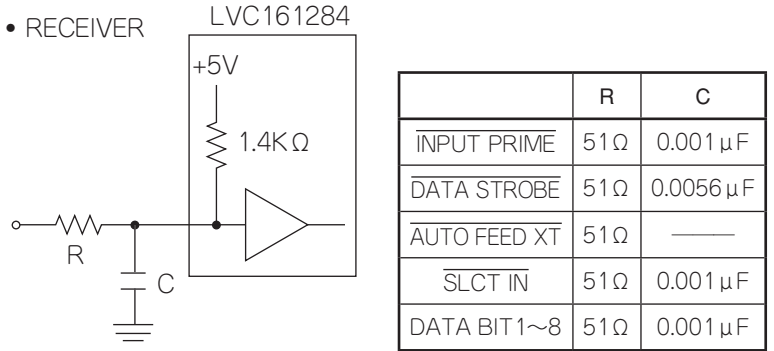 LVC161284
• RECEIVER
+5V
1.4KΩ
R
C
R C
INPUT PRIME 51Ω 0.001μF
DATA STROBE 51Ω 0.0056μF
AUTO FEED XT 51Ω ———
SLCT IN 51Ω 0.001μF
DATA BIT1～8 51Ω 0.001μF